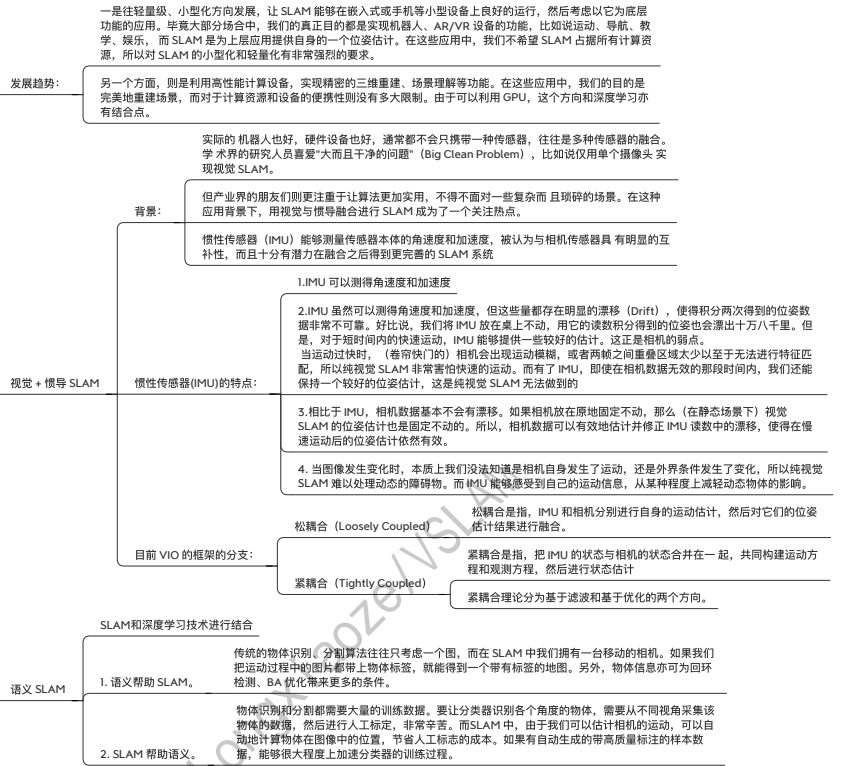 一是往轻量级、小型化方向发展，让 SLAM 能够在嵌入式或手机等小型设备上良好的运行，然后考虑以它为底层
功能的应用。毕竟大部分场合中，我们的真正目的都是实现机器人、AR/VR 设备的功能，比如说运动、导航、教
学、娱乐， 而 SLAM 是为上层应用提供自身的一个位姿估计。在这些应用中，我们不希望 SLAM 占据所有计算资
源，所以对 SLAM 的小型化和轻量化有非常强烈的要求。
发展趋势：
另一个方面，则是利用高性能计算设备，实现精密的三维重建、场景理解等功能。在这些应用中，我们的目的是
完美地重建场景，而对于计算资源和设备的便携性则没有多大限制。由于可以利用 GPU，这个方向和深度学习亦
有结合点。
实际的 机器人也好，硬件设备也好，通常都不会只携带一种传感器，往往是多种传感器的融合。
学 术界的研究人员喜爱“大而且干净的问题”（Big Clean Problem），比如说仅用单个摄像头 实
现视觉 SLAM。
背景：
但产业界的朋友们则更注重于让算法更加实用，不得不面对一些复杂而 且琐碎的场景。在这种
应用背景下，用视觉与惯导融合进行 SLAM 成为了一个关注热点。
惯性传感器（IMU）能够测量传感器本体的角速度和加速度，被认为与相机传感器具 有明显的互
补性，而且十分有潜力在融合之后得到更完善的 SLAM 系统
1.IMU 可以测得角速度和加速度
2.IMU 虽然可以测得角速度和加速度，但这些量都存在明显的漂移（Drift），使得积分两次得到的位姿数
据非常不可靠。好比说，我们将 IMU 放在桌上不动，用它的读数积分得到的位姿也会漂出十万八千里。但
是，对于短时间内的快速运动，IMU 能够提供一些较好的估计。这正是相机的弱点。
当运动过快时，（卷帘快门的）相机会出现运动模糊，或者两帧之间重叠区域太少以至于无法进行特征匹
配，所以纯视觉 SLAM 非常害怕快速的运动。而有了 IMU，即使在相机数据无效的那段时间内，我们还能
保持一个较好的位姿估计，这是纯视觉 SLAM 无法做到的
视觉 + 惯导 SLAM
惯性传感器(IMU)的特点：
3.相比于 IMU，相机数据基本不会有漂移。如果相机放在原地固定不动，那么（在静态场景下）视觉
SLAM 的位姿估计也是固定不动的。所以，相机数据可以有效地估计并修正 IMU 读数中的漂移，使得在慢
速运动后的位姿估计依然有效。
4. 当图像发生变化时，本质上我们没法知道是相机自身发生了运动，还是外界条件发生了变化，所以纯视觉
SLAM 难以处理动态的障碍物。而 IMU 能够感受到自己的运动信息，从某种程度上减轻动态物体的影响。
松耦合（Loosely Coupled）
松耦合是指，IMU 和相机分别进行自身的运动估计，然后对它们的位姿
估计结果进行融合。
目前 VIO 的框架的分支：
紧耦合（Tightly Coupled）
紧耦合是指，把 IMU 的状态与相机的状态合并在一 起，共同构建运动方
程和观测方程，然后进行状态估计
紧耦合理论分为基于滤波和基于优化的两个方向。
SLAM和深度学习技术进行结合
语义 SLAM
1. 语义帮助 SLAM。
传统的物体识别、分割算法往往只考虑一个图，而在 SLAM 中我们拥有一台移动的相机。如果我们
把运动过程中的图片都带上物体标签，就能得到一个带有标签的地图。另外，物体信息亦可为回环
检测、BA 优化带来更多的条件。
2. SLAM 帮助语义。
物体识别和分割都需要大量的训练数据。要让分类器识别各个角度的物体，需要从不同视角采集该
物体的数据，然后进行人工标定，非常辛苦。而SLAM 中，由于我们可以估计相机的运动，可以自
动地计算物体在图像中的位置，节省人工标志的成本。如果有自动生成的带高质量标注的样本数
据，能够很大程度上加速分类器的训练过程。